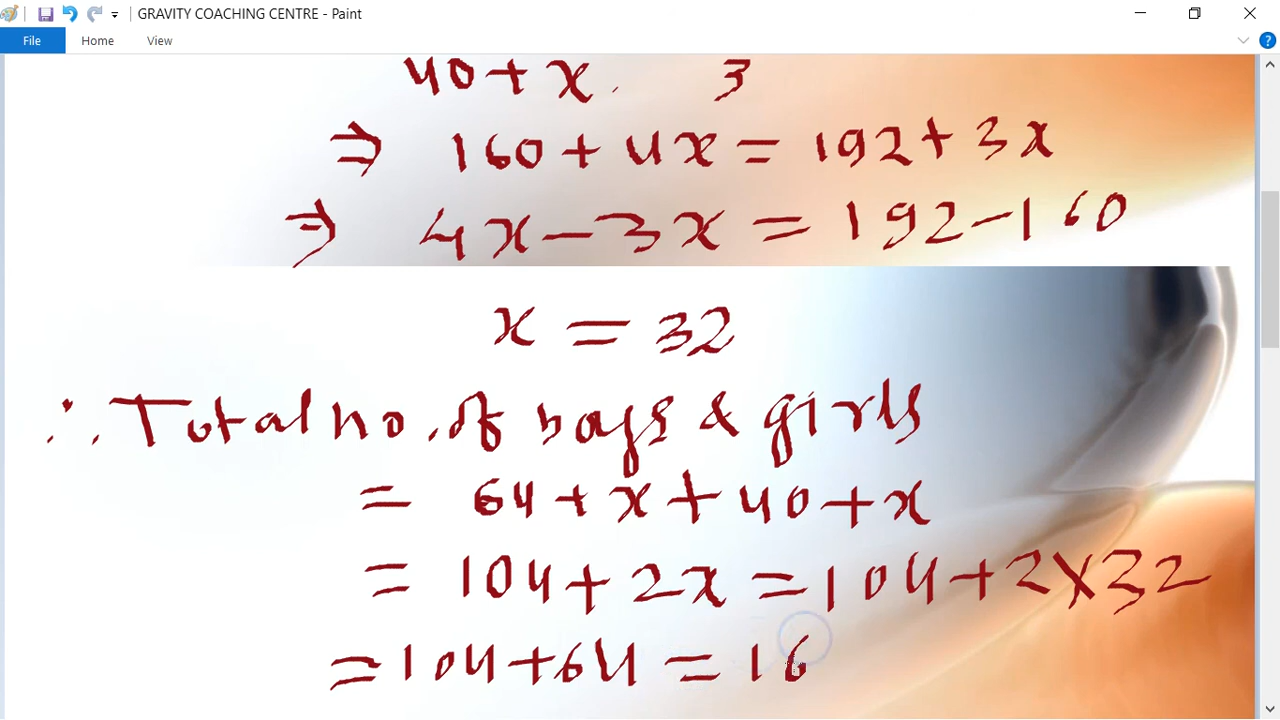 GRAVITY COACHING CENTRE - Paint
File Home View
40 + x 3
⇒ 160 + 4x = 192 + 3x
⇒ 4x - 3x = 192 - 160
x = 32
∴ Total no. of boys & girls
= 64 + x + 40 + x
= 104 + 2x = 104 + 2 × 32
= 104 + 64 = 16